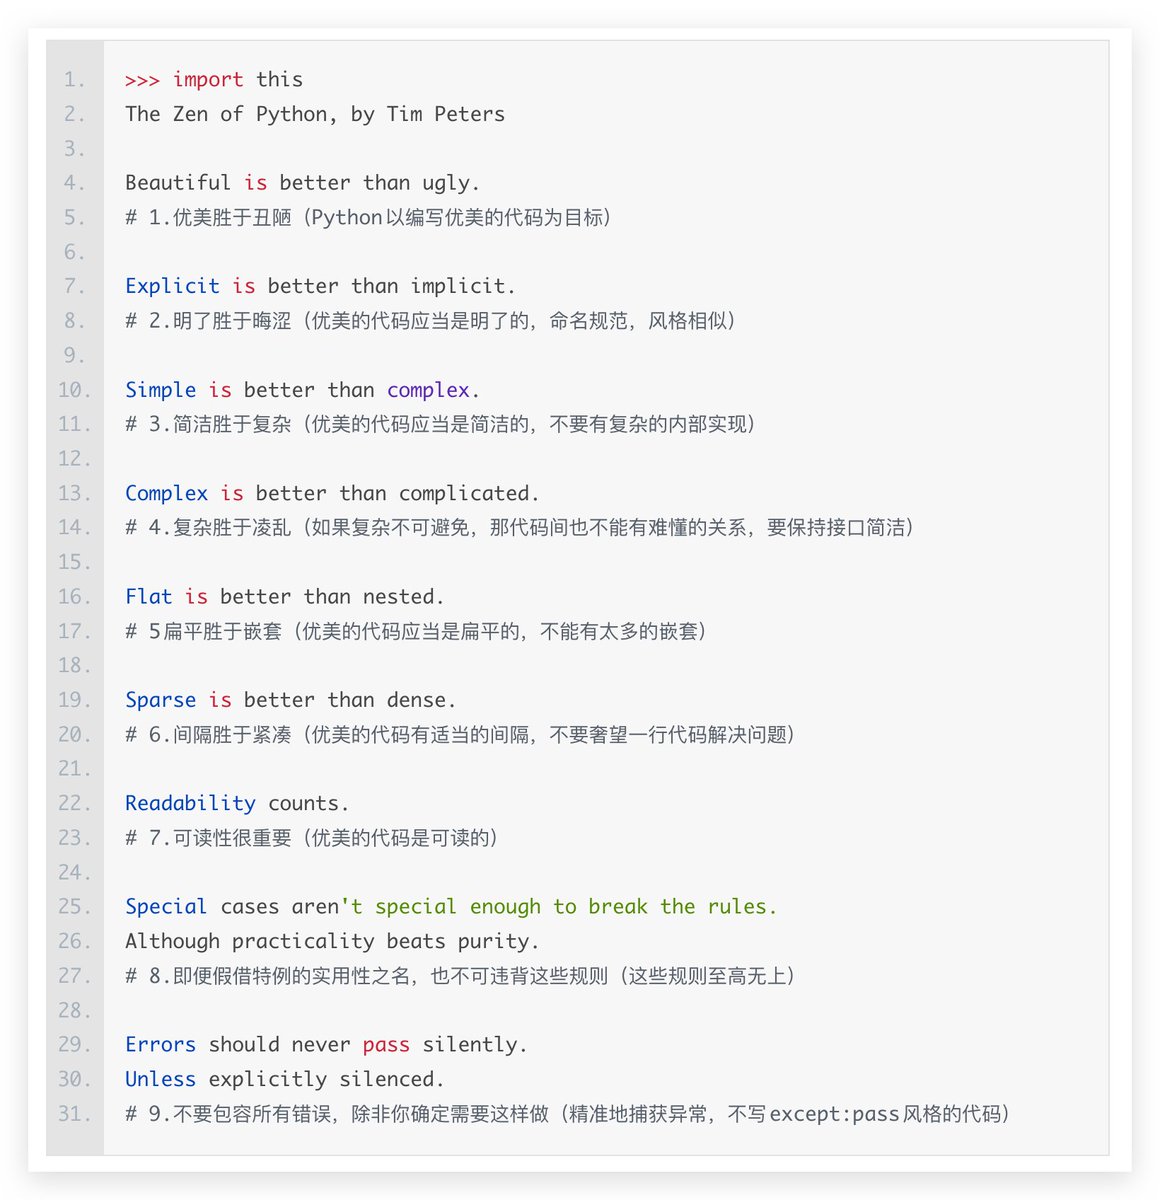 1. >>> import this
2. The Zen of Python, by Tim Peters
3.
4. Beautiful is better than ugly.
5. # 1.优美胜于丑陋（Python以编写优美的代码为目标）
6.
7. Explicit is better than implicit.
8. # 2.明了胜于晦涩（优美的代码应当是明了的，命名规范，风格相似）
9.
10. Simple is better than complex.
11. # 3.简洁胜于复杂（优美的代码应当是简洁的，不要有复杂的内部实现）
12.
13. Complex is better than complicated.
14. # 4.复杂胜于凌乱（如果复杂不可避免，那代码间也不能有难懂的关系，要保持接口简洁）
15.
16. Flat is better than nested.
17. # 5扁平胜于嵌套（优美的代码应当是扁平的，不能有太多的嵌套）
18.
19. Sparse is better than dense.
20. # 6.间隔胜于紧凑（优美的代码有适当的间隔，不要奢望一行代码解决问题）
21.
22. Readability counts.
23. # 7.可读性很重要（优美的代码是可读的）
24.
25. Special cases aren't special enough to break the rules.
26. Although practicality beats purity.
27. # 8.即便假借特例的实用性之名，也不可违背这些规则（这些规则至高无上）
28.
29. Errors should never pass silently.
30. Unless explicitly silenced.
31. # 9.不要包容所有错误，除非你确定需要这样做（精准地捕获异常，不写except:pass风格的代码）